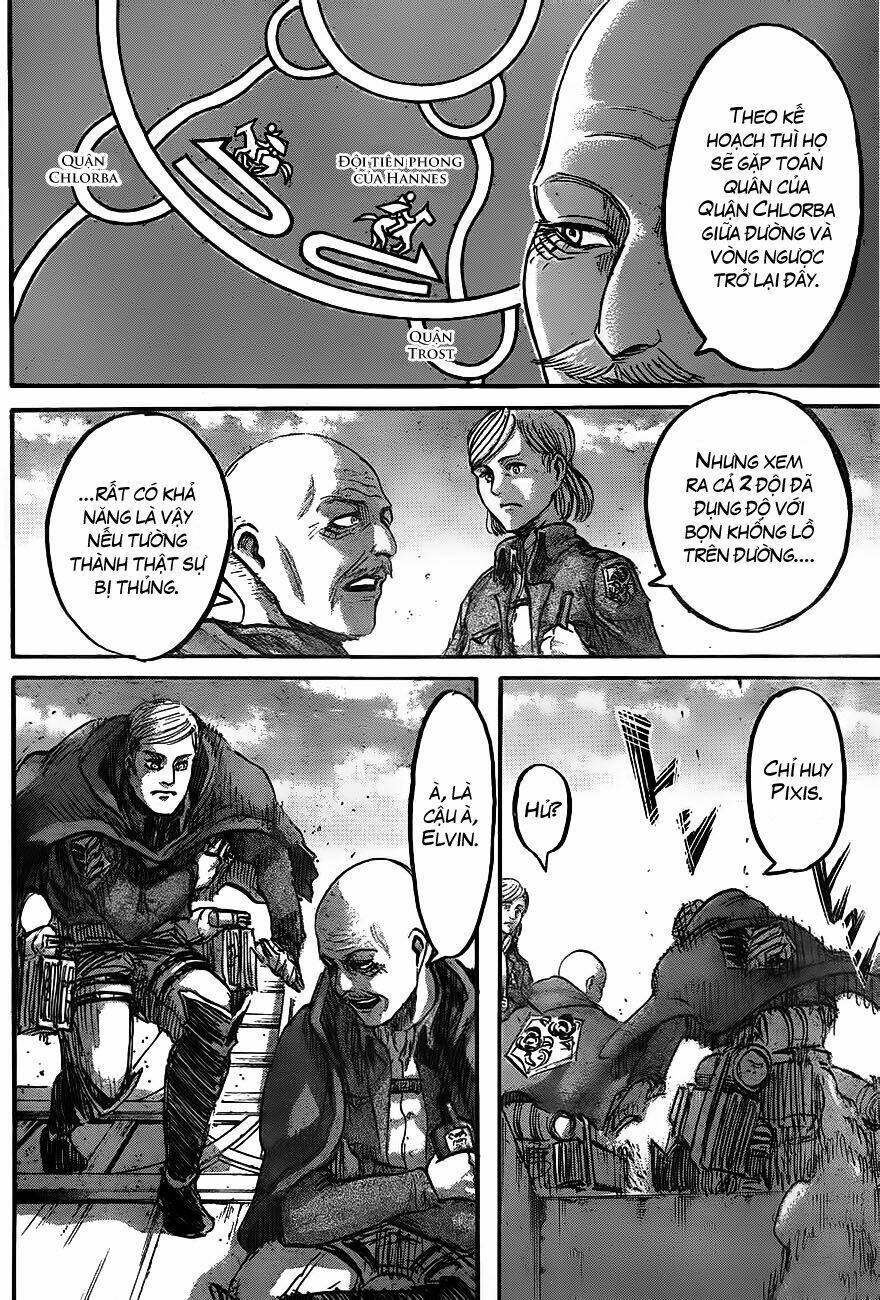 THEO KẾ
HOẠCH THÌ HỌ
SẼ GẶP TOÁN
QUÂN CỦA
QUẬN CHLORBA
GIỮA ĐƯỜNG VÀ
VÒNG NGƯỢC
TRỞ LẠI ĐẤY.
QUẬN
CHLORBA
ĐỘI TIÊN PHONG
CỦA HANNES
QUẬN
TROST
NHƯNG XEM
RA CẢ 2 ĐỘI ĐÃ
ĐỤNG ĐỘ VỚI
BỌN KHỔNG LỒ
TRÊN ĐƯỜNG....
...RẤT CÓ KHẢ
NĂNG LÀ VẬY
NẾU TƯỜNG
THÀNH THẬT SỰ
BỊ THỦNG.
CHỈ HUY
PIXIS.
HỬ?
À, LÀ
CẬU À,
ELVIN.